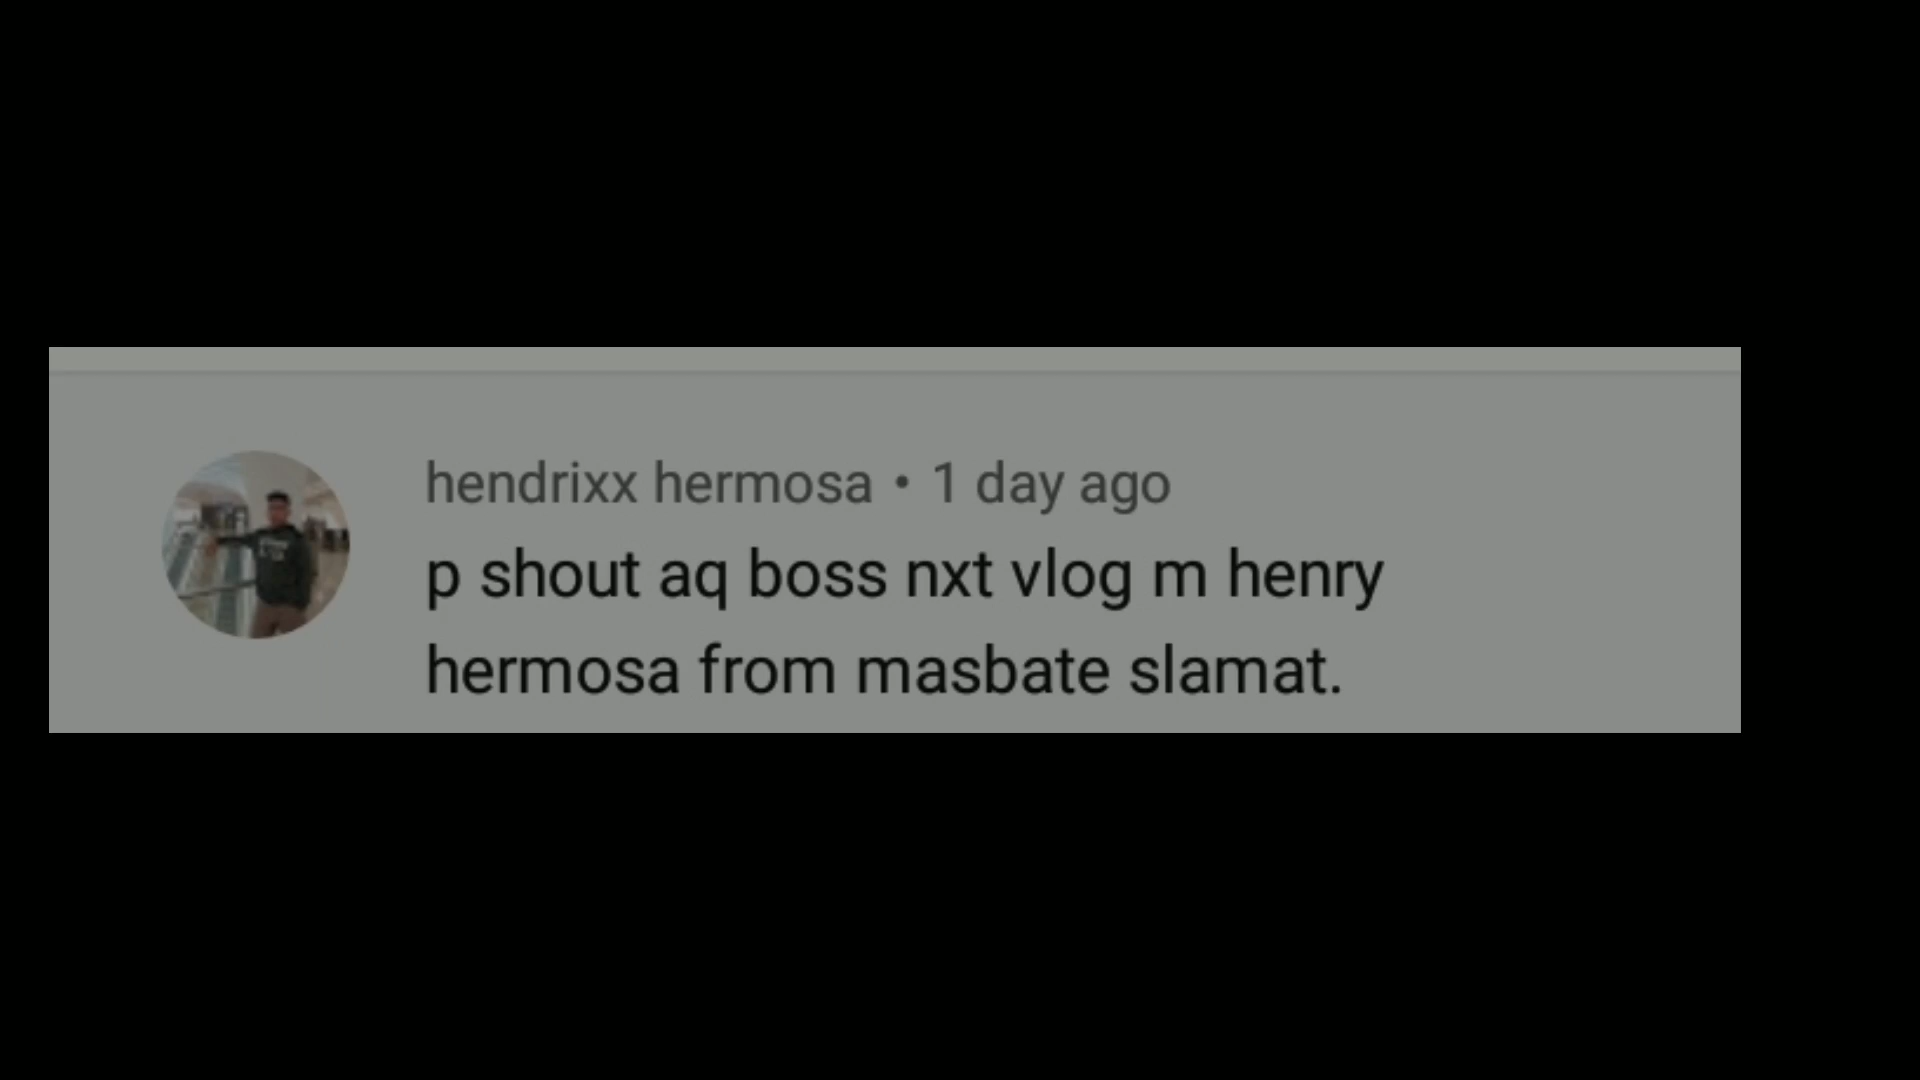 hendrixx hermosa • 1 day ago
p shout aq boss nxt vlog m henry
hermosa from masbate slamat.